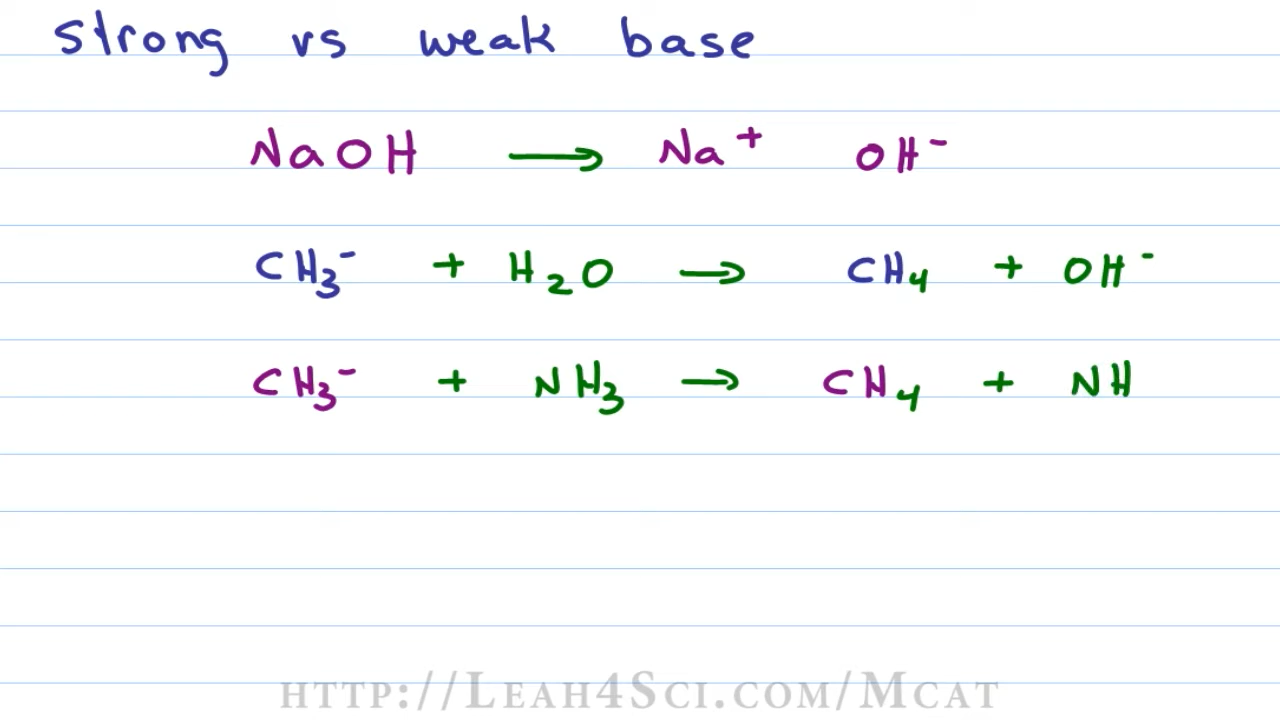 strong vs weak base
NaOH → Na⁺ OH⁻
CH₃⁻ + H₂O → CH₄ + OH⁻
CH₃⁻ + NH₃ → CH₄ + NH
HTTP://LEAH4SCI.COM/MCAT